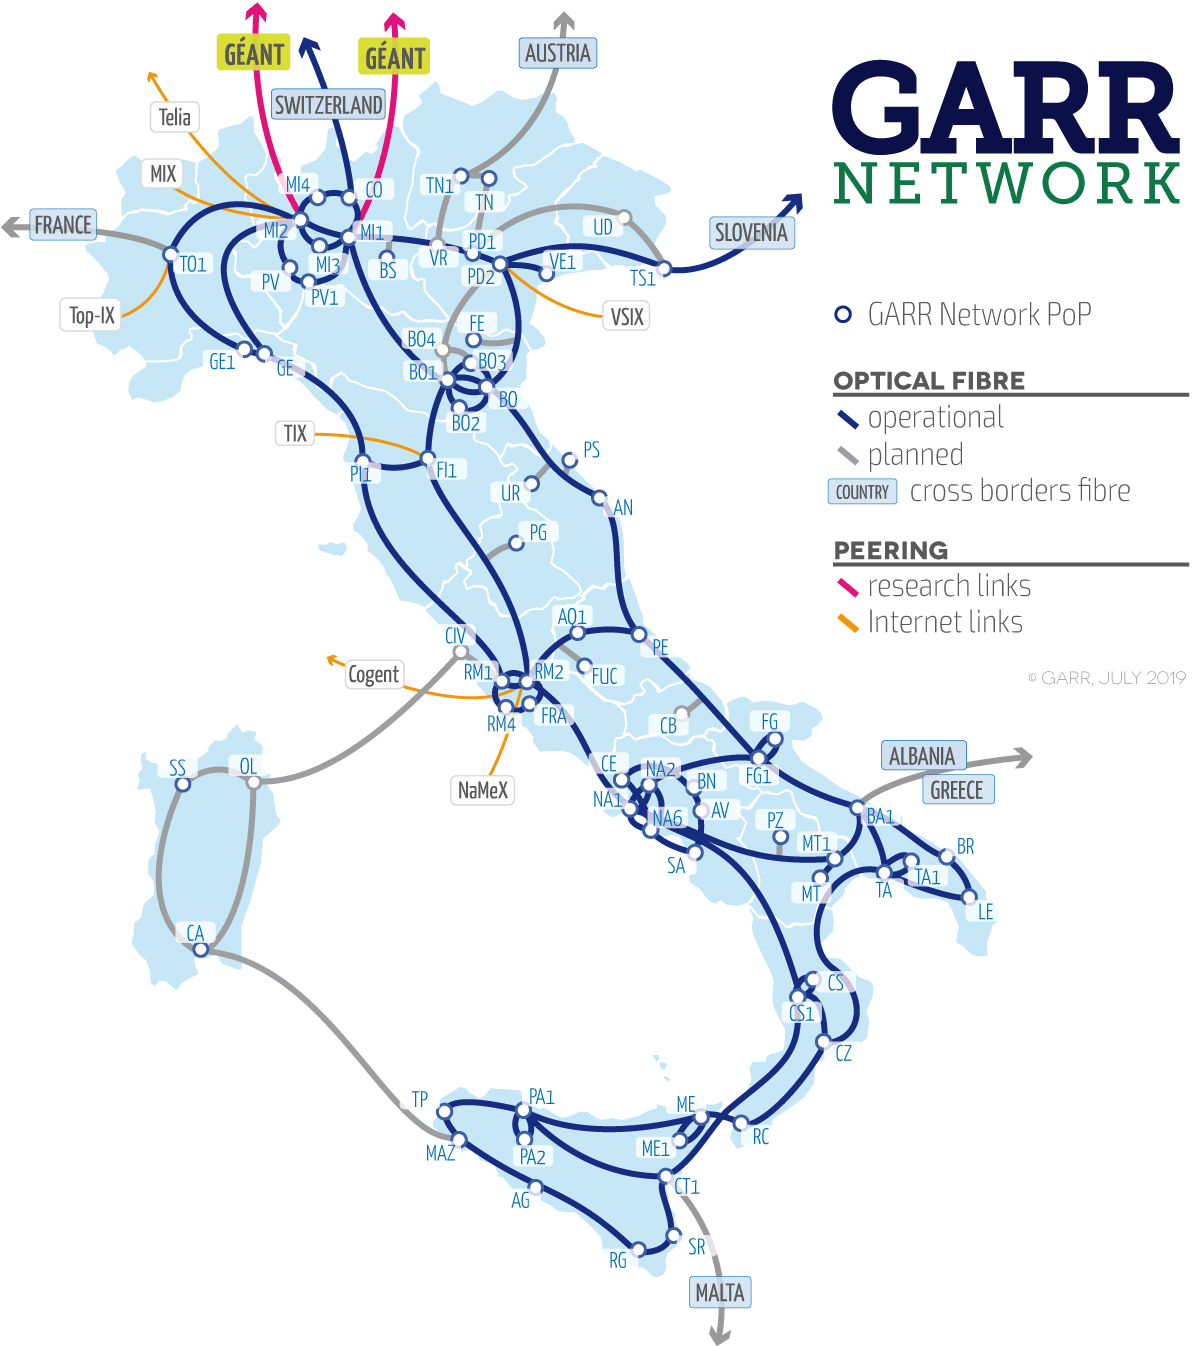 GÉANT
GÉANT
AUSTRIA
SWITZERLAND
Telia
MIX
FRANCE
Top-IX
GARR
NETWORK
SLOVENIA
MI4
CO
TN1
TN
UD
MI2
MI1
MI3
TO1
PV
PV1
BS
VR
PD1
PD2
VE1
TS1
VSIX
GE1
GE
FE
BO4
BO3
BO1
BO
BO2
TIX
PI1
FI1
PS
UR
AN
PG
GARR Network PoP
OPTICAL FIBRE
operational
planned
COUNTRY cross borders fibre
PEERING
research links
Internet links
© GARR, JULY 2019
AQ1
CIV
PE
Cogent
RM1
RM2
FUC
RM4
FRA
CB
FG
FG1
NaMeX
CE
NA2
BN
NA1
NA6
AV
SA
ALBANIA
GREECE
BA1
PZ
MT1
MT
BR
TA
TA1
LE
SS
OL
CA
CS
CS1
CZ
TP
PA1
ME
MAZ
PA2
ME1
RC
AG
CT1
RG
SR
MALTA